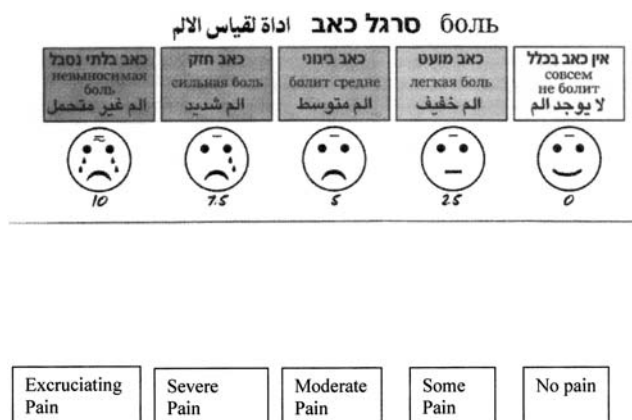 боль סרגל כאב اداة لقياس الالم
אין כאב בכלל
совсем
не болит
لا يوجد الم
כאב מועט
легкая боль
الم خفيف
כאב בינוני
болит средне
الم متوسط
כאב חזק
сильная боль
الم شديد
כאב בלתי נסבל
невыносимая
боль
الم غير متحمل
10 7.5 5 2.5 0
Excruciating
Pain
Severe
Pain
Moderate
Pain
Some
Pain
No pain